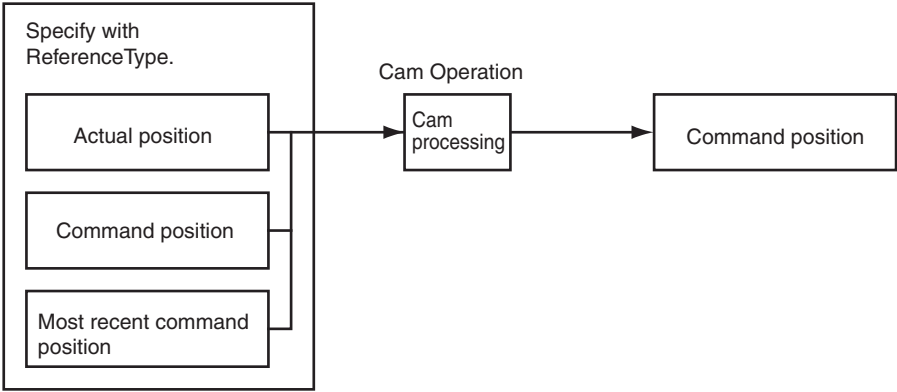 Specify with
ReferenceType.
Actual position
Command position
Most recent command
position
Cam Operation
Cam
processing
Command position